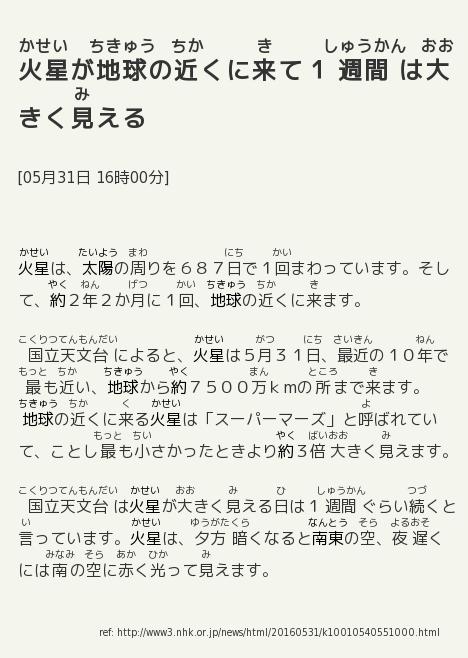 かせい ちきゅう ちか き しゅうかん おお
火星が地球の近くに来て１週間 は大
み
きく見える
[05月31日 16時00分]
かせい たいよう まわ にち かい
火星は、太陽の周りを６８７日で１回まわっています。そし
やく ねん げつ かい ちきゅう ちか き
て、約２年２か月に１回、地球の近くに来ます。
こくりつてんもんだい かせい がつ にち さいきん ねん
国立天文台 によると、火星は５月３１日、最近の１０年で
もっと ちか ちきゅう やく まん ところ き
最も近い、地球から約７５００万ｋｍの所まで来ます。
ちきゅう ちか く かせい よ
地球の近くに来る火星は「スーパーマーズ」と呼ばれてい
もっと ちい やく ばいおお み
て、ことし最も小さかったときより約３倍 大きく見えます。
こくりつてんもんだい かせい おお み ひ しゅうかん つづ
国立天文台 は火星が大きく見える日は１週間 ぐらい続くと
い かせい ゆうがたくら なんとう そら よるおそ
言っています。火星は、夕方 暗くなると南東の空、夜 遅く
みなみ そら あか ひか み
には南の空に赤く光って見えます。
ref: http://www3.nhk.or.jp/news/html/20160531/k10010540551000.html